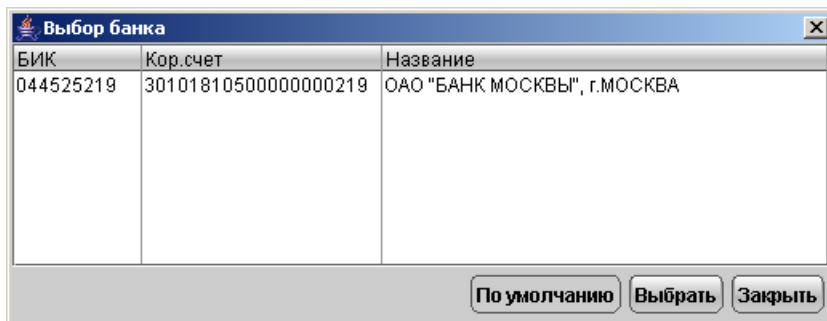 Выбор банка
БИК Кор.счет Название
044525219 30101810500000000219 ОАО "БАНК МОСКВЫ", г.МОСКВА
По умолчанию Выбрать Закрыть